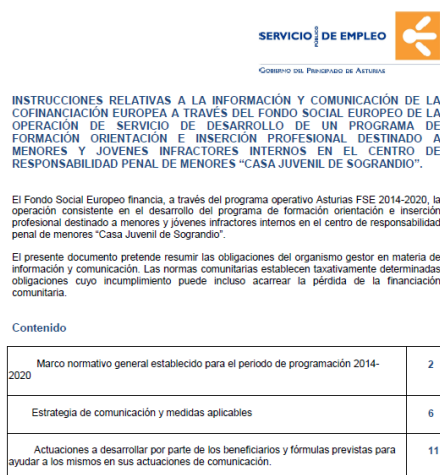 SERVICIO PÚBLICO DE EMPLEO
GOBIERNO DEL PRINCIPADO DE ASTURIAS
INSTRUCCIONES RELATIVAS A LA INFORMACIÓN Y COMUNICACIÓN DE LA
COFINANCIACIÓN EUROPEA A TRAVÉS DEL FONDO SOCIAL EUROPEO DE LA
OPERACIÓN DE SERVICIO DE DESARROLLO DE UN PROGRAMA DE
FORMACIÓN ORIENTACIÓN E INSERCIÓN PROFESIONAL DESTINADO A
MENORES Y JOVENES INFRACTORES INTERNOS EN EL CENTRO DE
RESPONSABILIDAD PENAL DE MENORES “CASA JUVENIL DE SOGRANDIO”.
El Fondo Social Europeo financia, a través del programa operativo Asturias FSE 2014-2020, la
operación consistente en el desarrollo del programa de formación orientación e inserción
profesional destinado a menores y jóvenes infractores internos en el centro de responsabilidad
penal de menores “Casa Juvenil de Sograndio”.
El presente documento pretende resumir las obligaciones del organismo gestor en materia de
información y comunicación. Las normas comunitarias establecen taxativamente determinadas
obligaciones cuyo incumplimiento puede incluso acarrear la pérdida de la financiación
comunitaria.
Contenido
Marco normativo general establecido para el periodo de programación 2014- 2
2020
Estrategia de comunicación y medidas aplicables 6
Actuaciones a desarrollar por parte de los beneficiarios y fórmulas previstas para 11
ayudar a los mismos en sus actuaciones de comunicación.